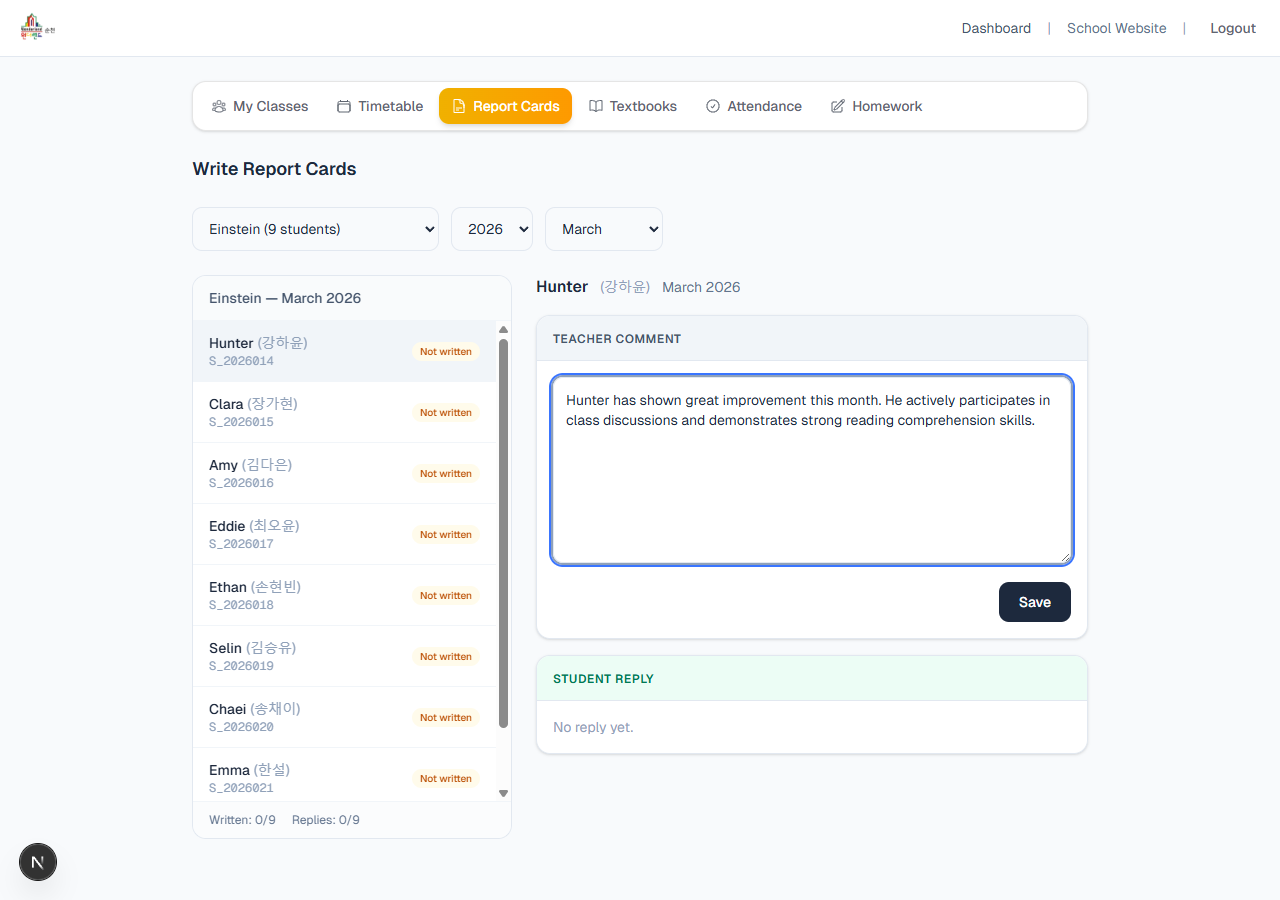 순천
Dashboard | School Website | Logout
My Classes Timetable Report Cards Textbooks Attendance Homework
Write Report Cards
Einstein (9 students) 2026 March
Einstein — March 2026
Hunter (강하윤) Not written
S_2026014
Clara (장가현) Not written
S_2026015
Amy (김다은) Not written
S_2026016
Eddie (최오윤) Not written
S_2026017
Ethan (손현빈) Not written
S_2026018
Selin (김승유) Not written
S_2026019
Chaei (송채이) Not written
S_2026020
Emma (한설) Not written
S_2026021
Written: 0/9 Replies: 0/9
Hunter (강하윤) March 2026
TEACHER COMMENT
Hunter has shown great improvement this month. He actively participates in
class discussions and demonstrates strong reading comprehension skills.
Save
STUDENT REPLY
No reply yet.
N